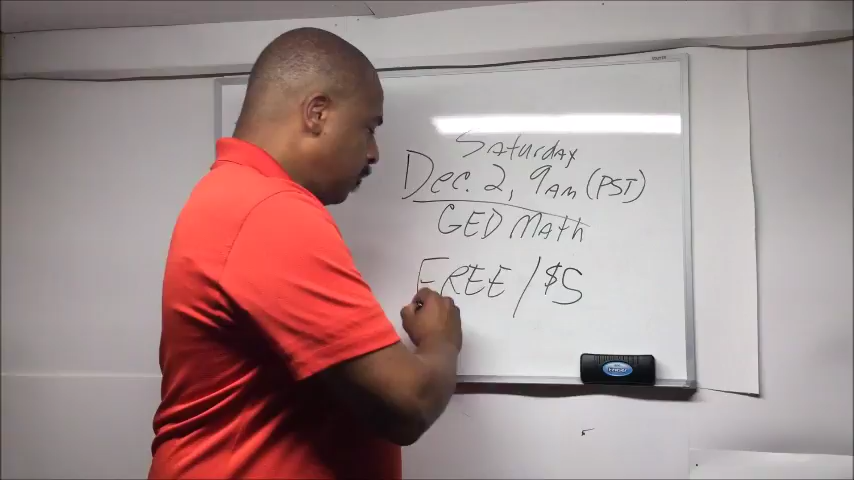 Saturday
Dec. 2, 9AM (PST)
GED Math
FREE / $5